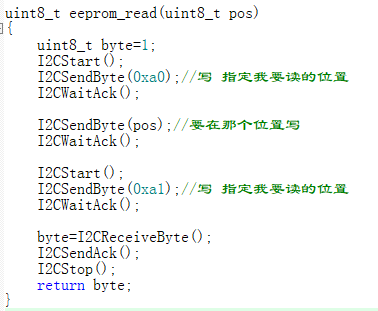 uint8_t eeprom_read(uint8_t pos)
{
uint8_t byte=1;
I2CStart();
I2CSendByte(0xa0);//写 指定我要读的位置
I2CWaitAck();
I2CSendByte(pos);//要在那个位置写
I2CWaitAck();
I2CStart();
I2CSendByte(0xa1);//写 指定我要读的位置
I2CWaitAck();
byte=I2CReceiveByte();
I2CSendAck();
I2CStop();
return byte;
}